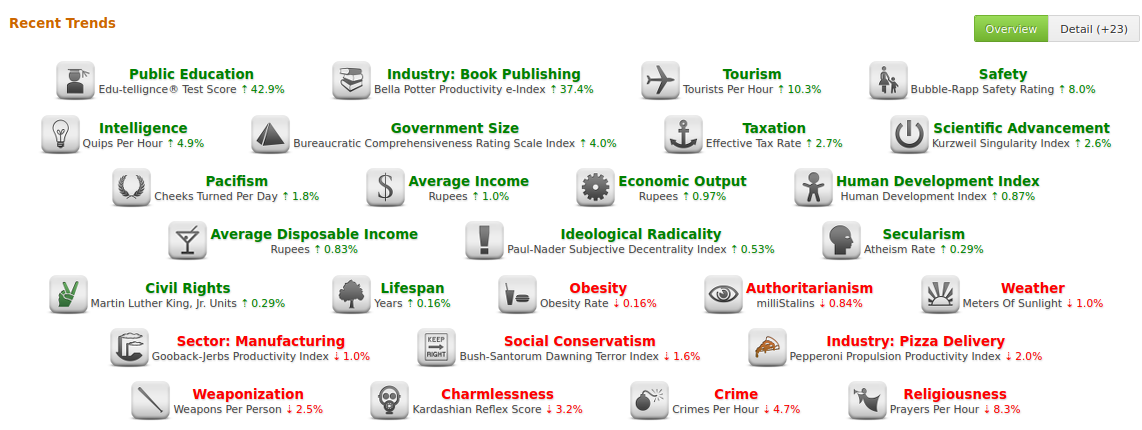 Recent Trends
Overview Detail (+23)
Public Education Industry: Book Publishing Tourism Safety
Edu-tellignce® Test Score ↑ 42.9% Bella Potter Productivity e-Index ↑ 37.4% Tourists Per Hour ↑ 10.3% Bubble-Rapp Safety Rating ↑ 8.0%
Intelligence Government Size Taxation Scientific Advancement
Quips Per Hour ↑ 4.9% Bureaucratic Comprehensiveness Rating Scale Index ↑ 4.0% Effective Tax Rate ↑ 2.7% Kurzweil Singularity Index ↑ 2.6%
Pacifism Average Income Economic Output Human Development Index
Cheeks Turned Per Day ↑ 1.8% Rupees ↑ 1.0% Rupees ↑ 0.97% Human Development Index ↑ 0.87%
Average Disposable Income Ideological Radicality Secularism
Rupees ↑ 0.83% Paul-Nader Subjective Decentrality Index ↑ 0.53% Atheism Rate ↑ 0.29%
Civil Rights Lifespan Obesity Authoritarianism Weather
Martin Luther King, Jr. Units ↑ 0.29% Years ↑ 0.16% Obesity Rate ↓ 0.16% milliStalins ↓ 0.84% Meters Of Sunlight ↓ 1.0%
Sector: Manufacturing KEEP Social Conservatism Industry: Pizza Delivery
Gooback-Jerbs Productivity Index ↓ 1.0% RIGHT Bush-Santorum Dawning Terror Index ↓ 1.6% Pepperoni Propulsion Productivity Index ↓ 2.0%
Weaponization Charmlessness Crime Religiousness
Weapons Per Person ↓ 2.5% Kardashian Reflex Score ↓ 3.2% Crimes Per Hour ↓ 4.7% Prayers Per Hour ↓ 8.3%